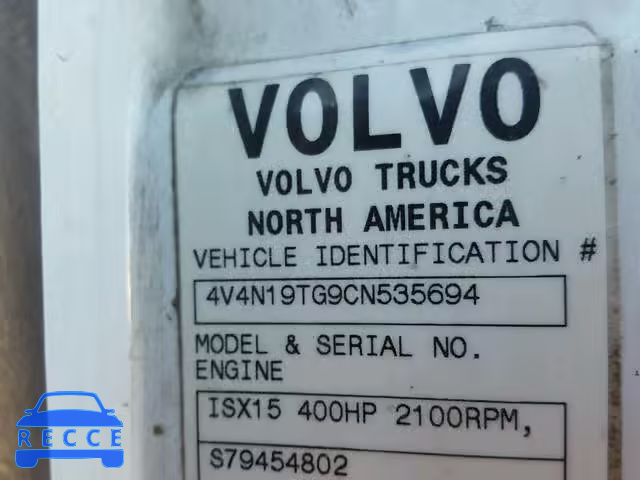 VOLVO
VOLVO TRUCKS
NORTH AMERICA
VEHICLE IDENTIFICATION #
4V4N19TG9CN535694
MODEL & SERIAL NO.
ENGINE
ISX15 400HP 2100RPM,
S79454802
RECCE